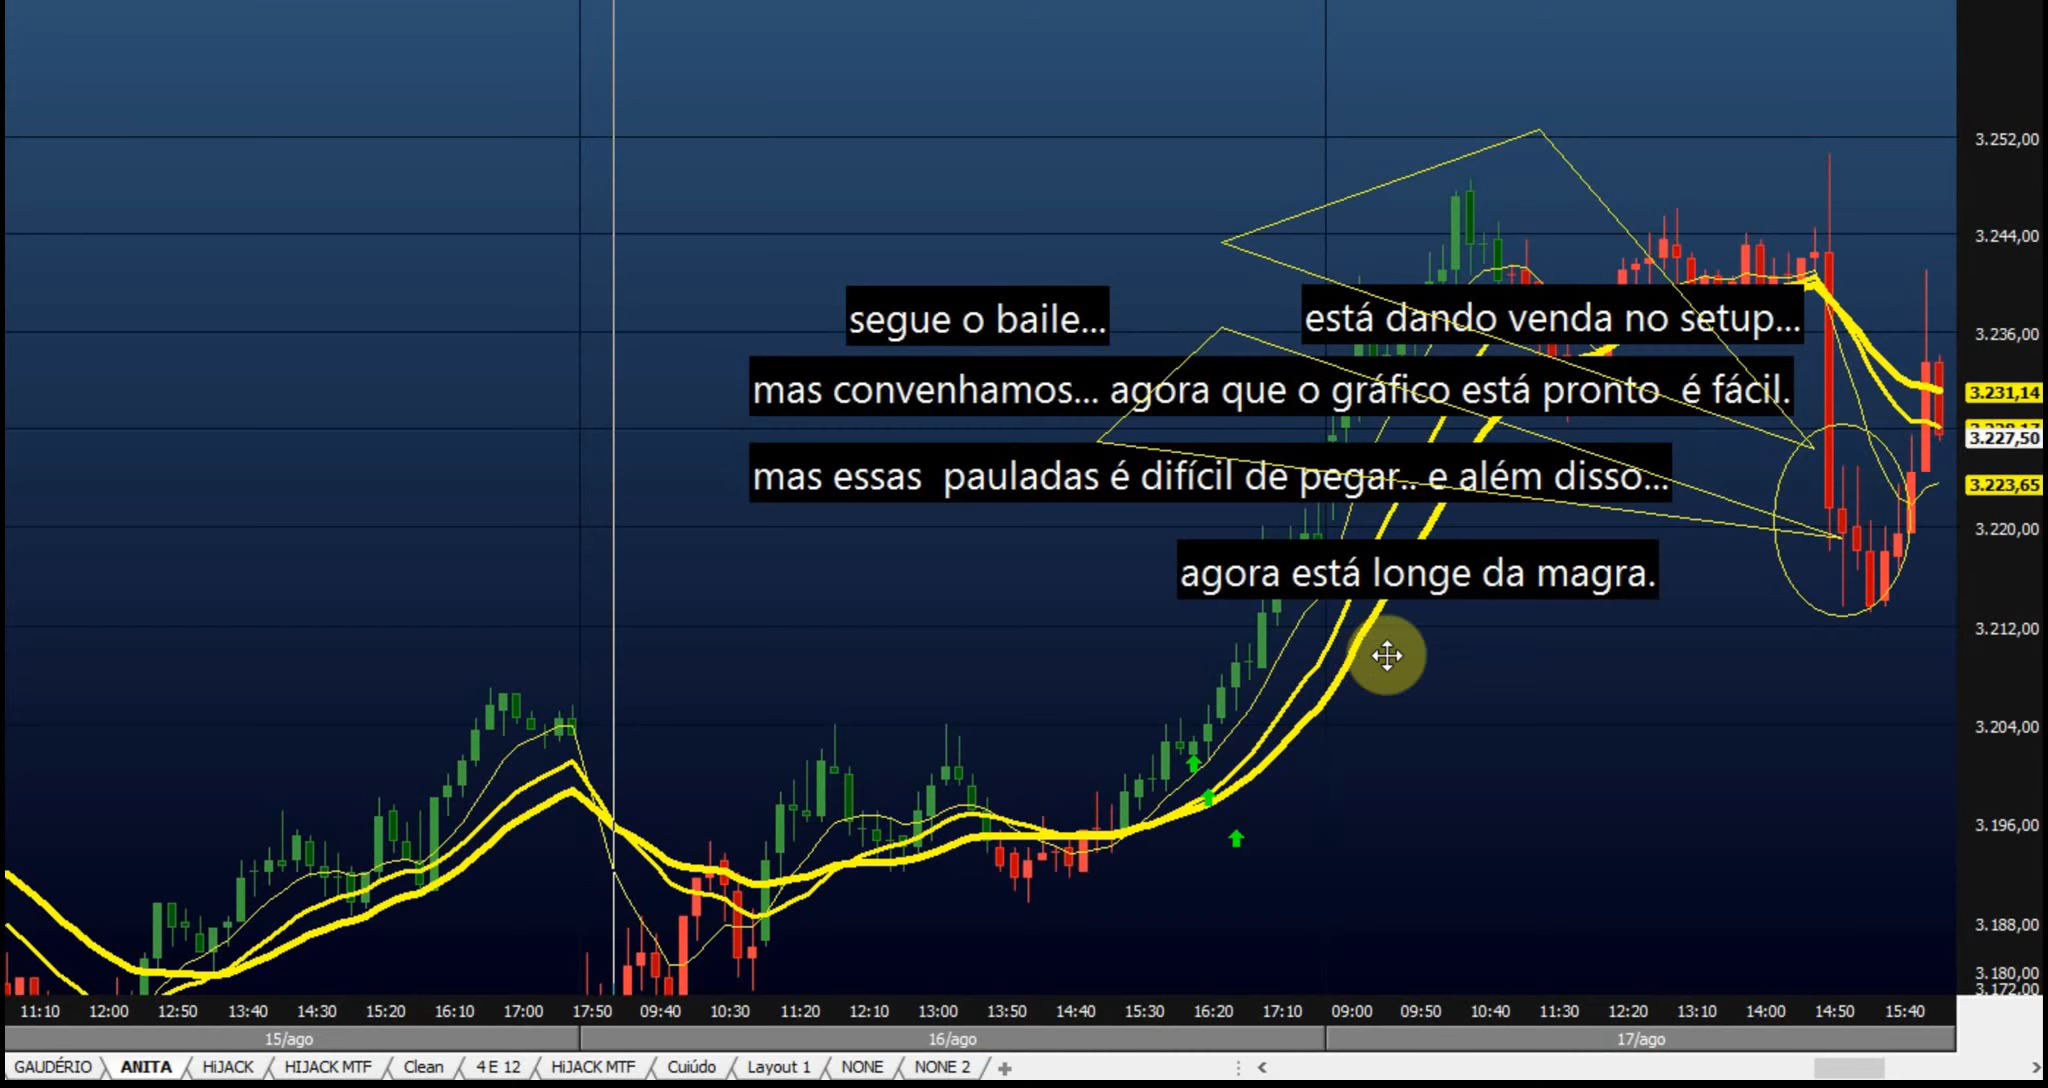 3.252,00
3.244,00
segue o baile...
está dando venda no setup...
3.236,00
mas convenhamos... agora que o gráfico está pronto é fácil.
3.231,14
3.227,50
mas essas pauladas é difícil de pegar.. e além disso...
3.223,65
3.220,00
agora está longe da magra.
3.212,00
3.204,00
3.196,00
3.188,00
3.180,00
3.172,00
11:10 12:00 12:50 13:40 14:30 15:20 16:10 17:00 17:50 09:40 10:30 11:20 12:10 13:00 13:50 14:40 15:30 16:20 17:10 09:00 09:50 10:40 11:30 12:20 13:10 14:00 14:50 15:40
15/ago 16/ago 17/ago
GAUDÉRIO ANITA HiJACK HIJACK MTF Clean 4 E 12 HiJACK MTF Cuiúdo Layout 1 NONE NONE 2